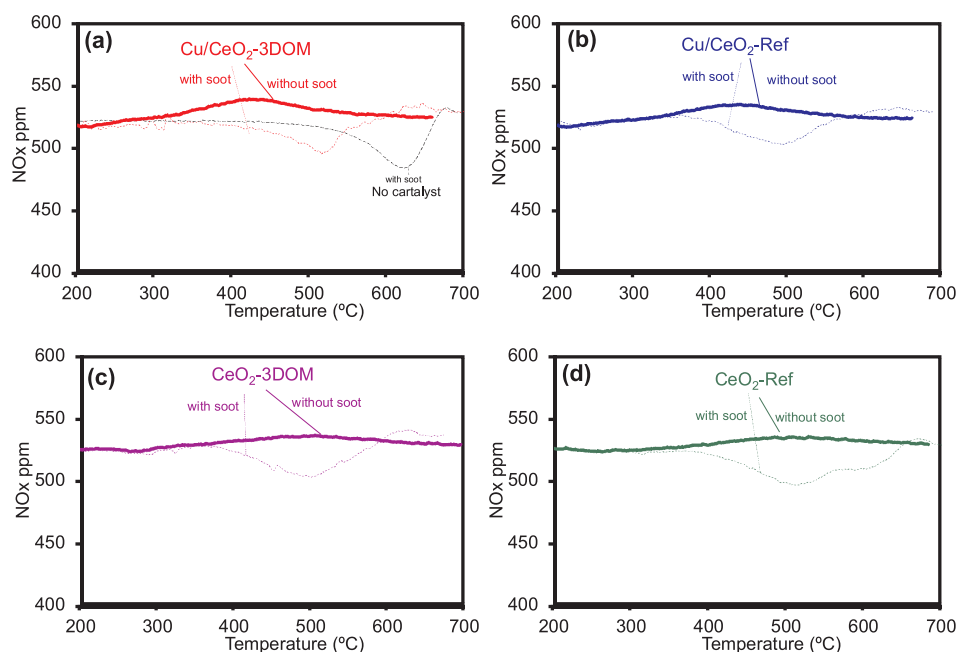 600
(a)
Cu/CeO₂-3DOM
550
with soot
without soot
NOx ppm
500
with soot
No cartalyst
450
400
200 300 400 500 600 700
Temperature (ºC)
600
(b)
Cu/CeO₂-Ref
550
with soot
without soot
NOx ppm
500
450
400
200 300 400 500 600 700
Temperature (ºC)
600
(c)
CeO₂-3DOM
with soot
without soot
550
NOx ppm
500
450
400
200 300 400 500 600 700
Temperature (ºC)
600
(d)
CeO₂-Ref
with soot
without soot
550
NOx ppm
500
450
400
200 300 400 500 600 700
Temperature (ºC)